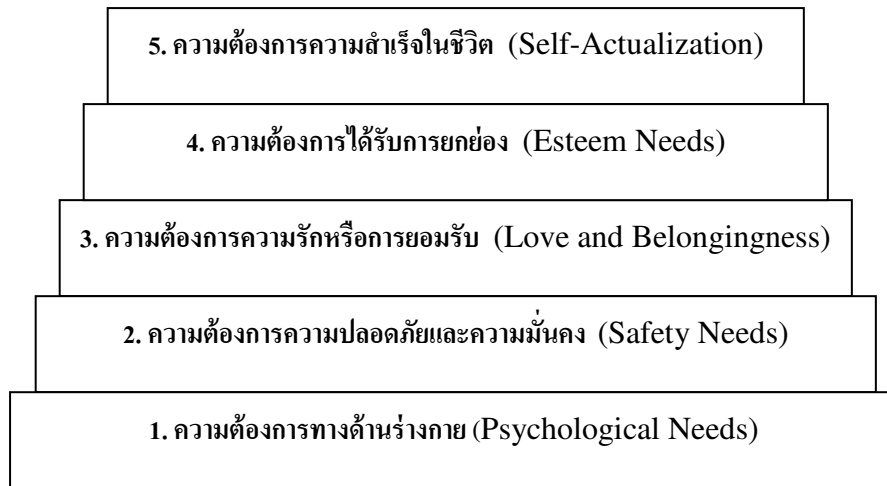 5. ความต้องการความสำเร็จในชีวิต (Self-Actualization)
4. ความต้องการได้รับการยกย่อง (Esteem Needs)
3. ความต้องการความรักหรือการยอมรับ (Love and Belongingness)
2. ความต้องการความปลอดภัยและความมั่นคง (Safety Needs)
1. ความต้องการทางด้านร่างกาย (Psychological Needs)